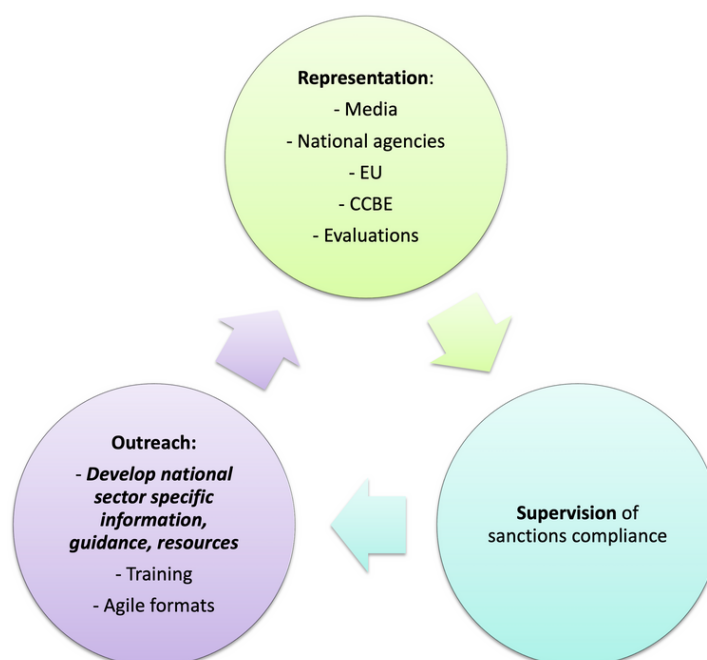 Representation:
- Media
- National agencies
- EU
- CCBE
- Evaluations
Supervision of
sanctions compliance
Outreach:
- Develop national
sector specific
information,
guidance, resources
- Training
- Agile formats